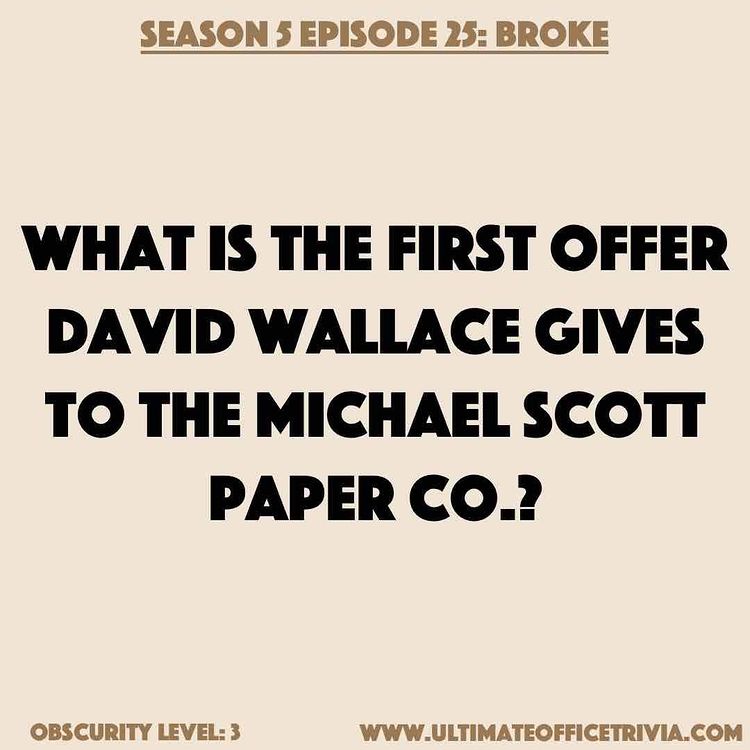 SEASON 5 EPISODE 25: BROKE
WHAT IS THE FIRST OFFER
DAVID WALLACE GIVES
TO THE MICHAEL SCOTT
PAPER CO.?
OBSCURITY LEVEL: 3
WWW.ULTIMATEOFFICETRIVIA.COM